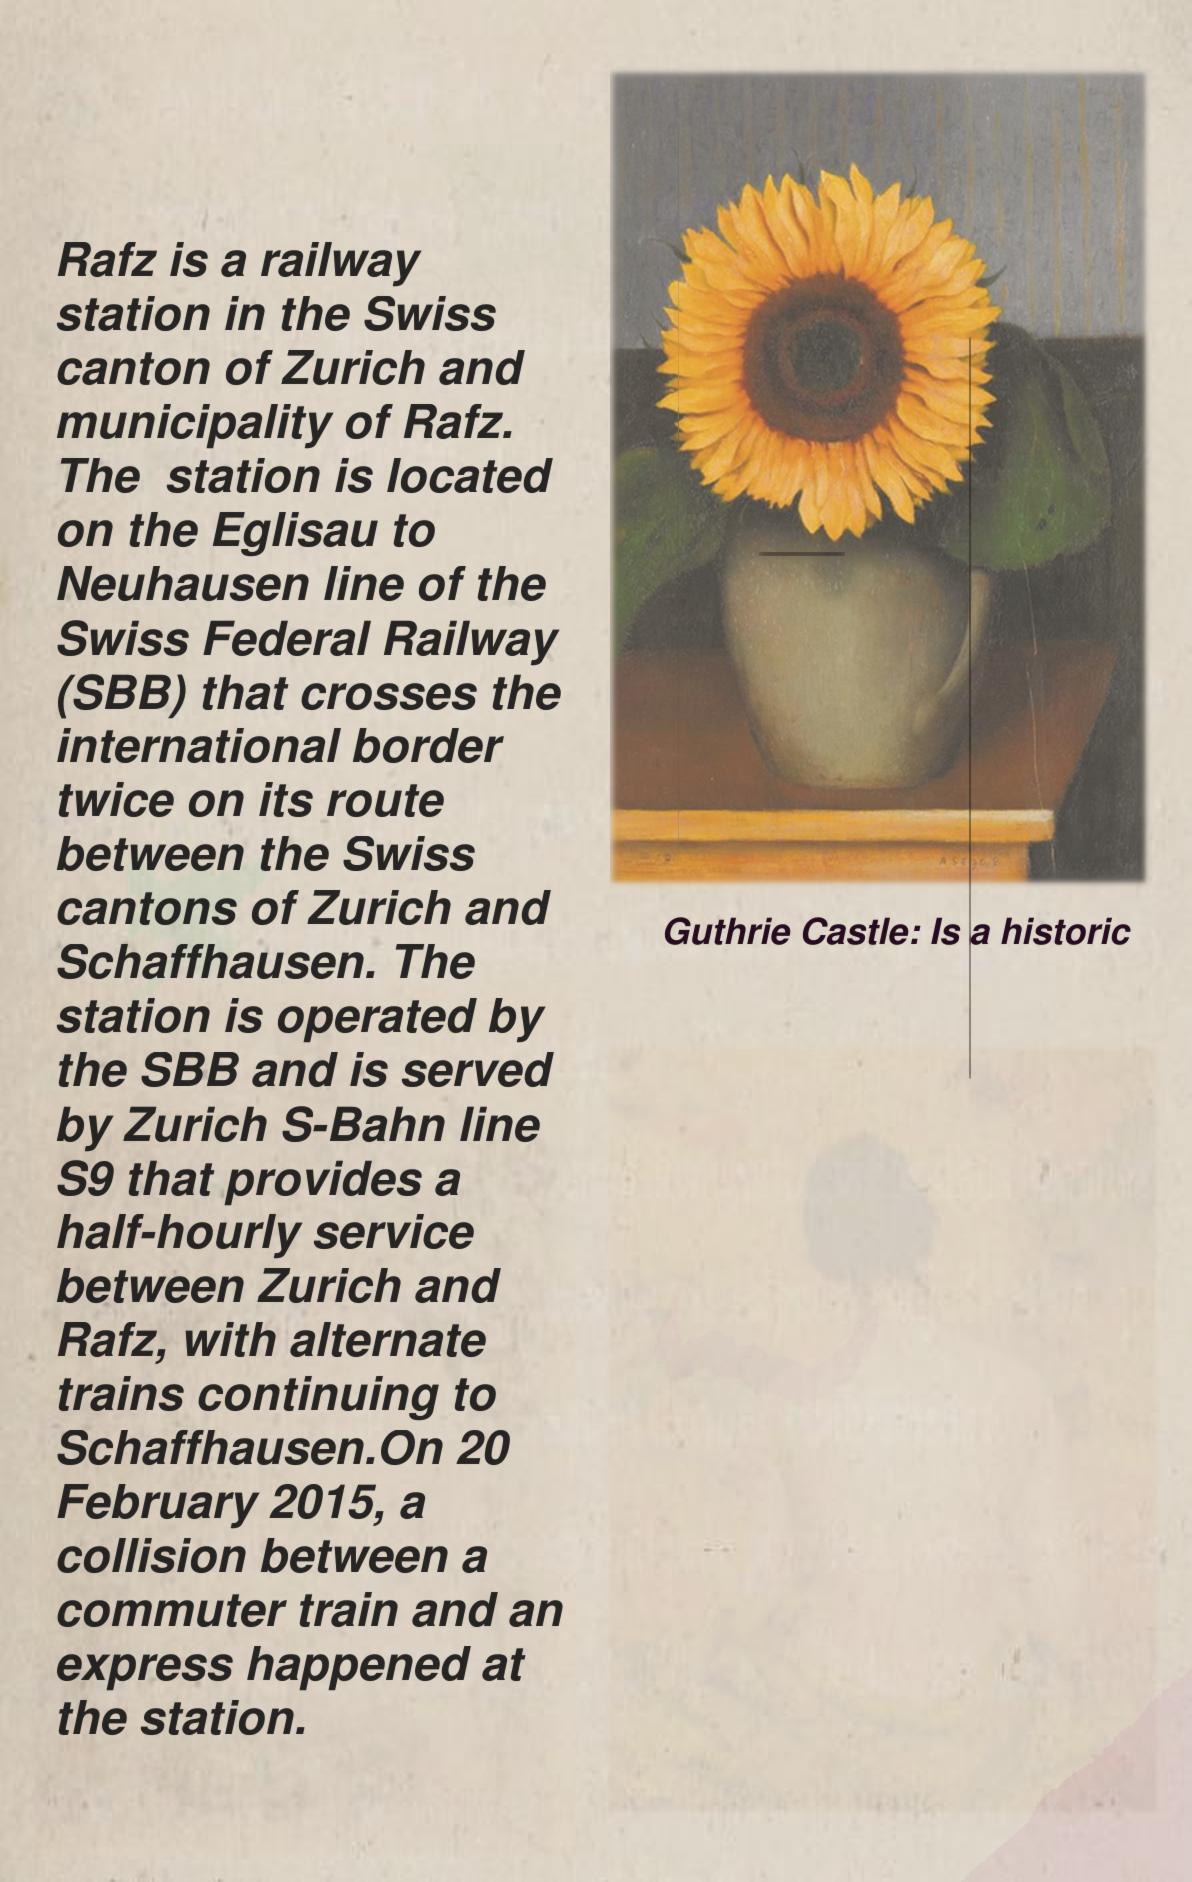 Rafz is a railway
station in the Swiss
canton of Zurich and
municipality of Rafz.
The  station is located
on the Eglisau to
Neuhausen line of the
Swiss Federal Railway
(SBB) that crosses the
international border
twice on its route
between the Swiss
cantons of Zurich and
Schaffhausen. The
station is operated by
the SBB and is served
by Zurich S-Bahn line
S9 that provides a
half-hourly service
between Zurich and
Rafz, with alternate
trains continuing to
Schaffhausen.On 20
February 2015, a
collision between a
commuter train and an
express happened at
the station.
Guthrie Castle: Is a historic